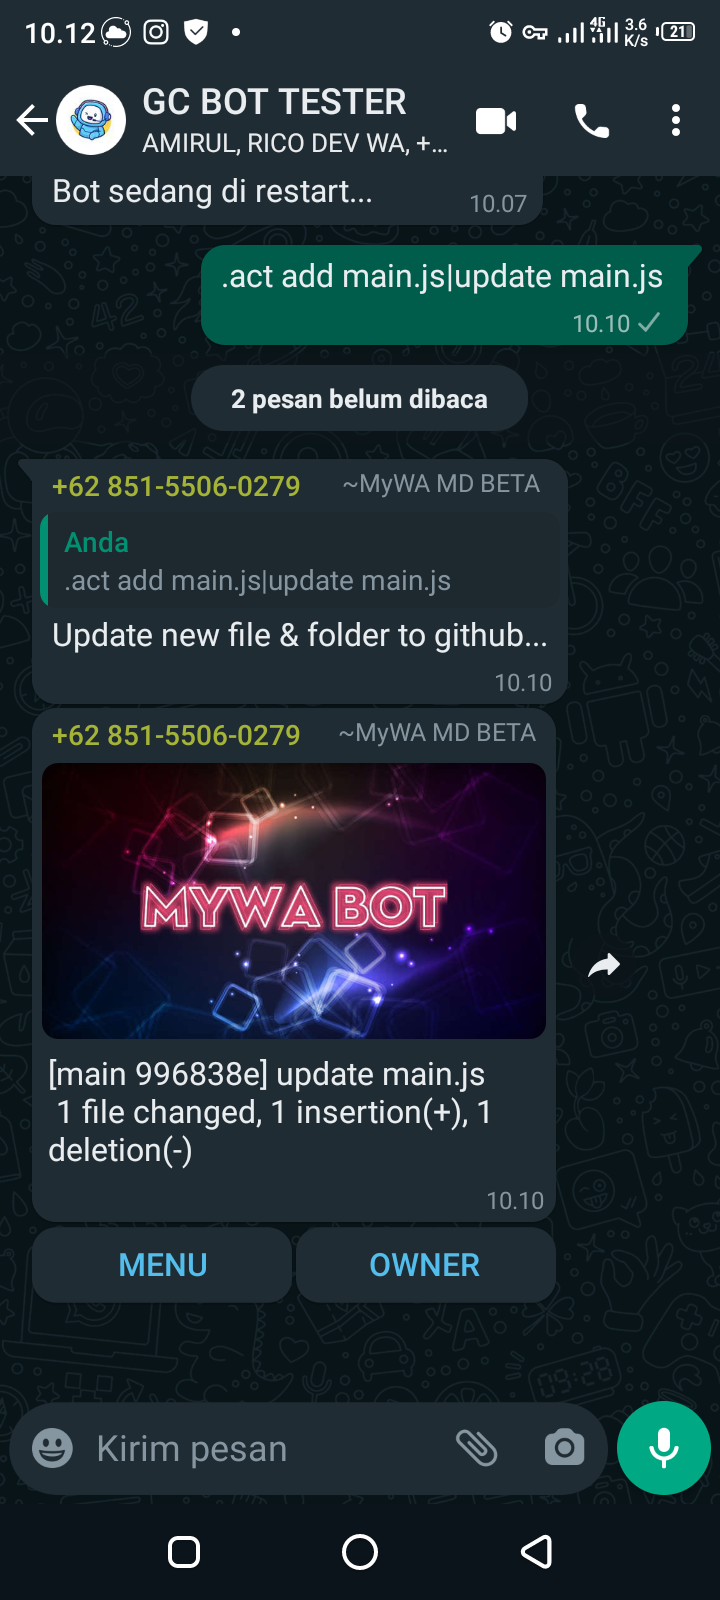 10.12
4G
3.6
K/s
21
GC BOT TESTER
AMIRUL, RICO DEV WA, +...
Bot sedang di restart...
10.07
.act add main.js|update main.js
10.10
2 pesan belum dibaca
+62 851-5506-0279 ~MyWA MD BETA
Anda
.act add main.js|update main.js
Update new file & folder to github...
10.10
+62 851-5506-0279 ~MyWA MD BETA
MYWA BOT
[main 996838e] update main.js
1 file changed, 1 insertion(+), 1
deletion(-)
10.10
MENU OWNER
Kirim pesan